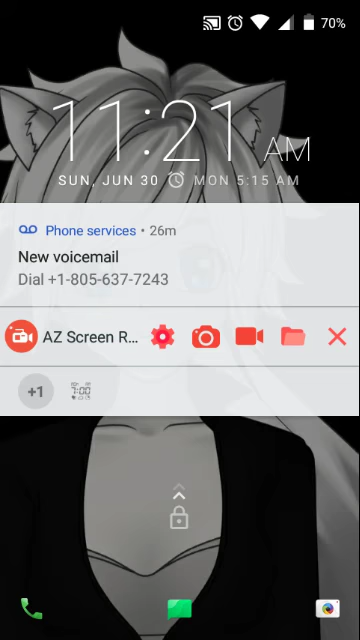 70%
11:21 AM
SUN, JUN 30 MON 5:15 AM
Phone services • 26m
New voicemail
Dial +1-805-637-7243
AZ Screen R...
+1